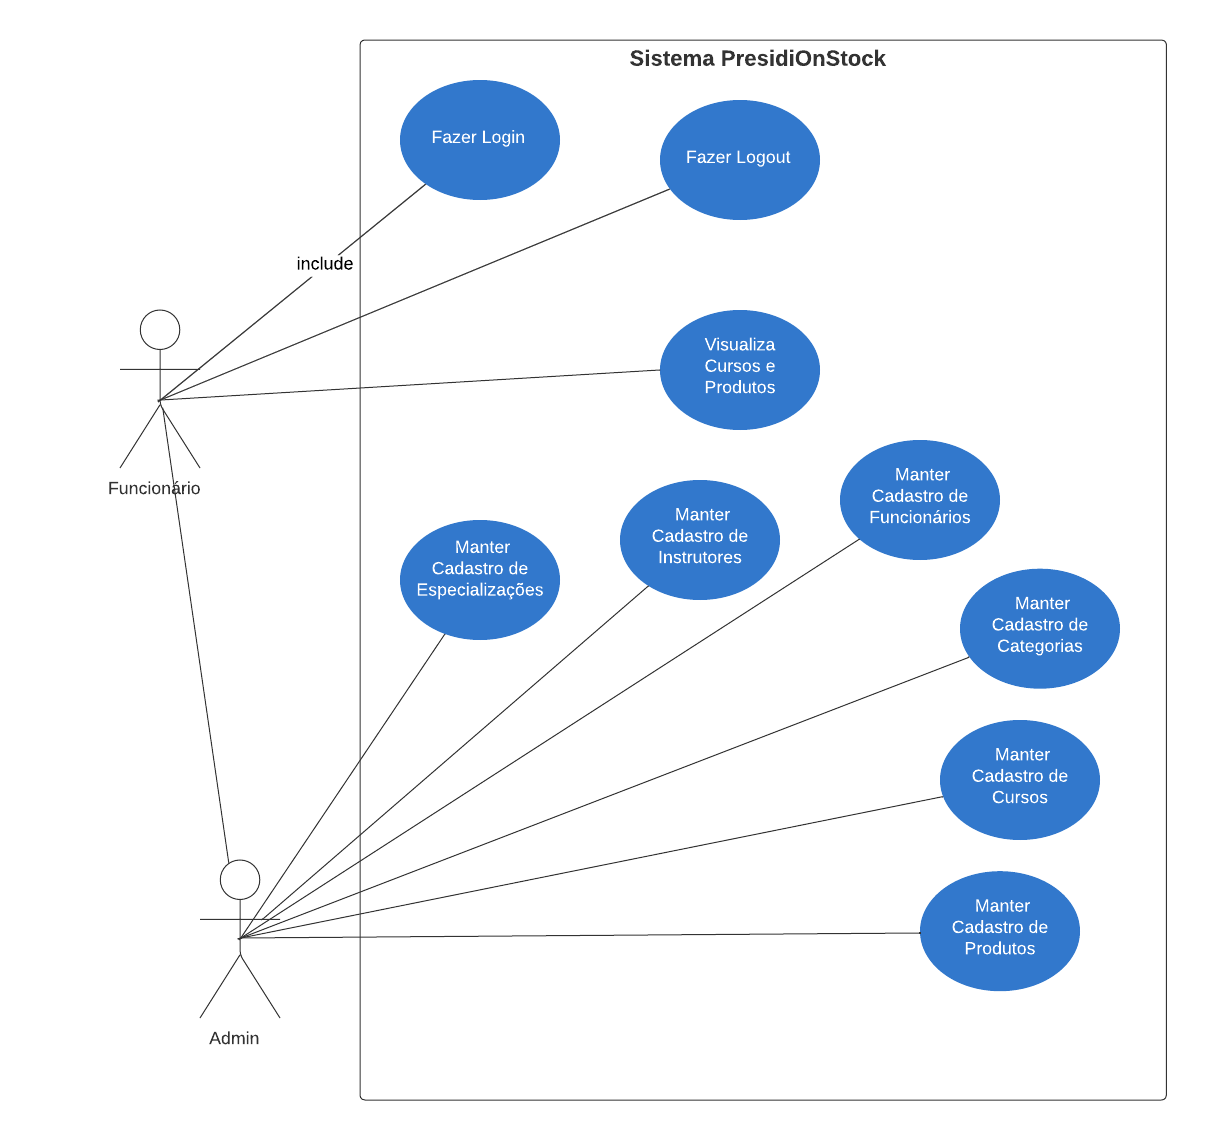 Sistema PresidiOnStock
Fazer Login
Fazer Logout
include
Visualiza
Cursos e
Produtos
Funcionário
Manter
Cadastro de
Funcionários
Manter
Cadastro de
Instrutores
Manter
Cadastro de
Especializações
Manter
Cadastro de
Categorias
Manter
Cadastro de
Cursos
Manter
Cadastro de
Produtos
Admin